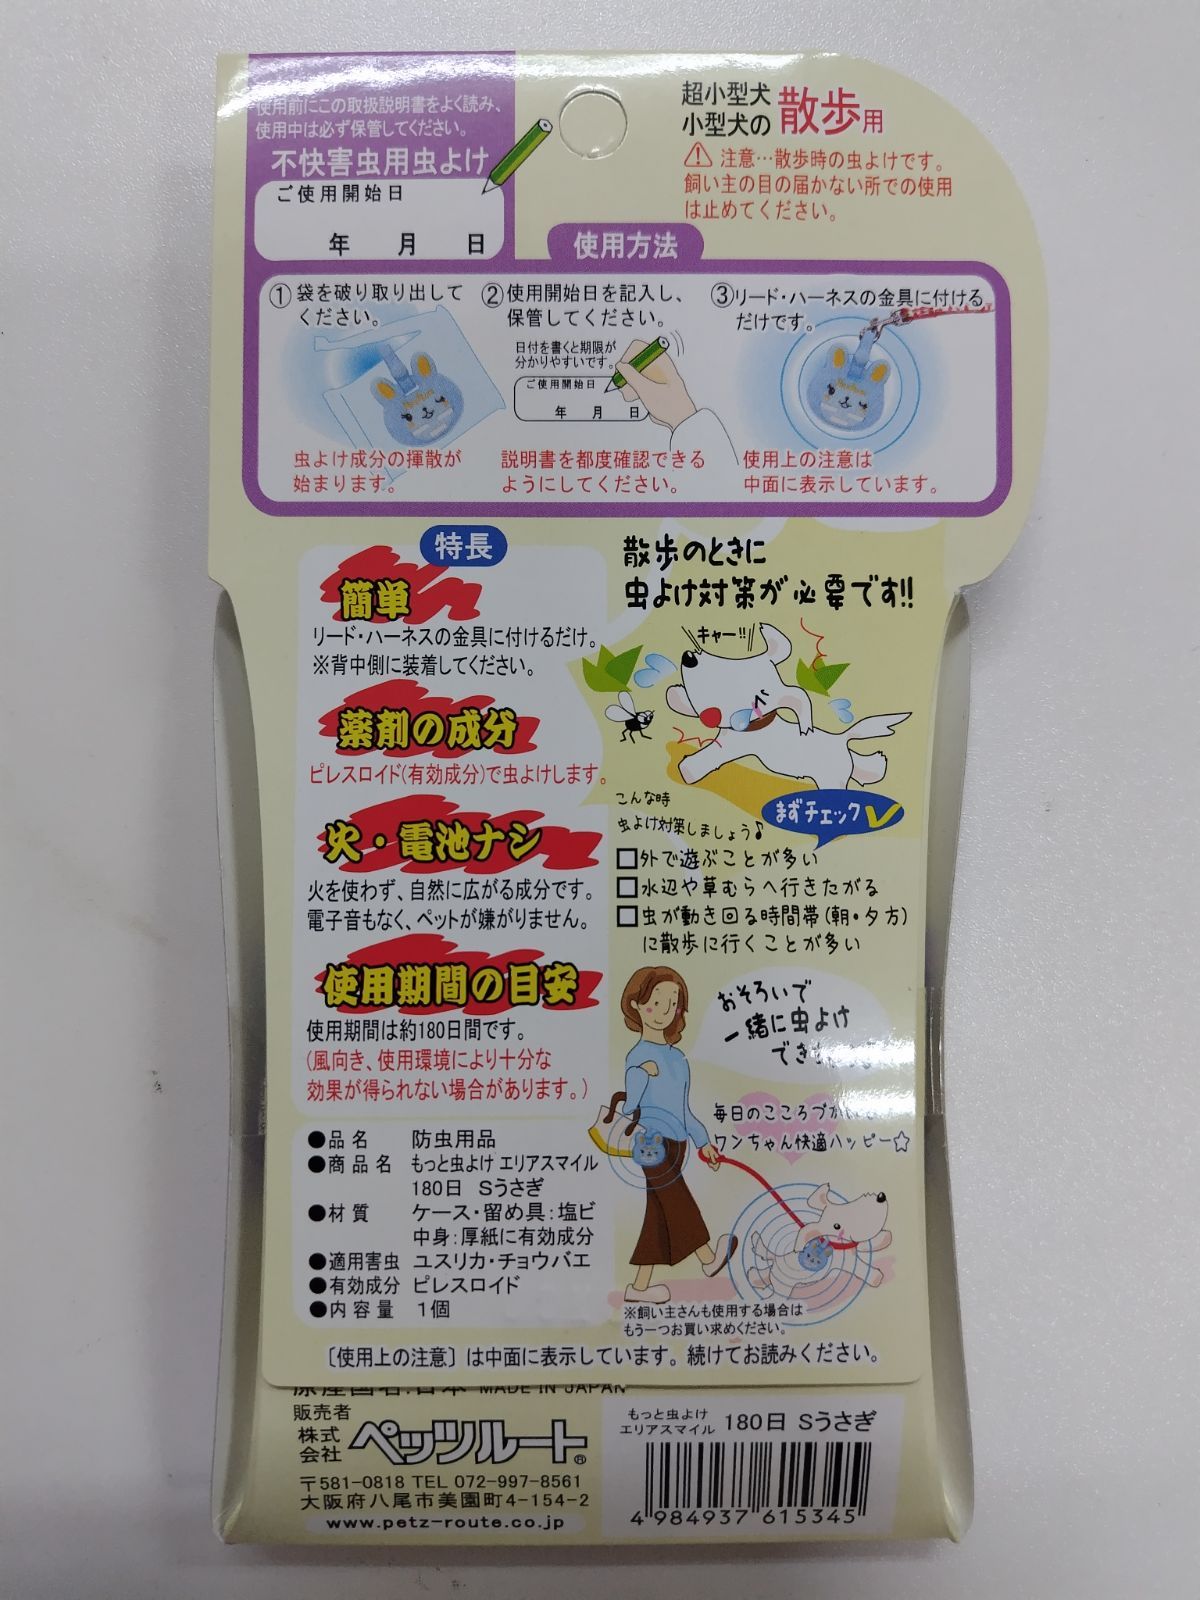 使用前にこの取扱説明書をよく読み、
使用中は必ず保管してください。
不快害虫用虫よけ
ご使用開始日
年 月 日
超小型犬
小型犬の 散歩用
注意…散歩時の虫よけです。
飼い主の目の届かない所での使用
は止めてください。
使用方法
①袋を破り取り出して
ください。
虫よけ成分の揮散が
始まります。
②使用開始日を記入し、
保管してください。
日付を書くと期限が
分かりやすいです。
ご使用開始日
年 月 日
説明書を都度確認できる
ようにしてください。
③リード・ハーネスの金具に付ける
だけです。
使用上の注意は
中面に表示しています。
特長
簡単
リード・ハーネスの金具に付けるだけ。
※背中側に装着してください。
薬剤の成分
ピレスロイド(有効成分)で虫よけします。
火・電池ナシ
火を使わず、自然に広がる成分です。
電子音もなく、ペットが嫌がりません。
使用期間の目安
使用期間は約180日間です。
(風向き、使用環境により十分な
効果が得られない場合があります。)
散歩のときに
虫よけ対策が必要です!!
キャー!!
まずチェック
こんな時
虫よけ対策しましょう♪
□外で遊ぶことが多い
□水辺や草むらへ行きたがる
□虫が動き回る時間帯(朝・夕方)
に散歩に行くことが多い
おそろいで
一緒に虫よけ
でき
毎日のこころづ
ワンちゃん快適ハッピー☆
※飼い主さんも使用する場合は
もう一つお買い求めください。
●品名 防虫用品
●商品名 もっと虫よけ エリアスマイル
180日 Sうさぎ
●材質 ケース・留め具:塩ビ
中身:厚紙に有効成分
●適用害虫 ユスリカ・チョウバエ
●有効成分 ピレスロイド
●内容量 1個
〔使用上の注意〕は中面に表示しています。続けてお読みください。
原産国名:日本 MADE IN JAPAN
販売者
株式会社 ペッツルート®
〒581-0818 TEL 072-997-8561
大阪府八尾市美園町4-154-2
www.petz-route.co.jp
もっと虫よけ
エリアスマイル 180日 Sうさぎ
4 984937 615345